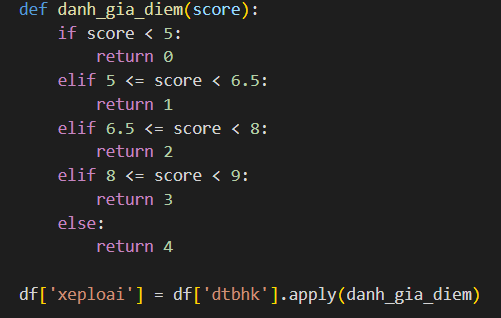 def danh_gia_diem(score):
    if score < 5:
        return 0
    elif 5 <= score < 6.5:
        return 1
    elif 6.5 <= score < 8:
        return 2
    elif 8 <= score < 9:
        return 3
    else:
        return 4

df['xeploai'] = df['dtbhk'].apply(danh_gia_diem)